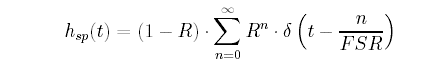 $h_{sp}(t) = (1 - R) \cdot \sum_{n=0}^{\infty} R^n \cdot \delta \left( t - \frac{n}{FSR} \right)$